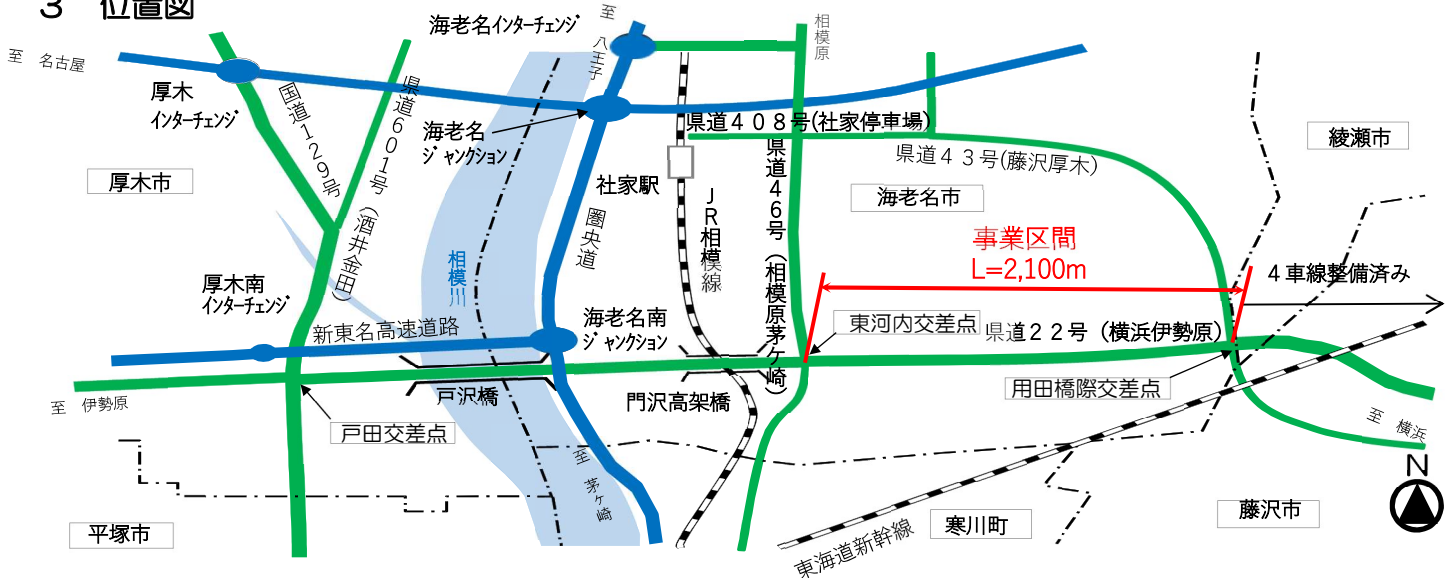 3 位置図
至 名古屋
厚木
インターチェンジ
国道129号
県道601号(酒井金田)
海老名インターチェンジ
至 八王子
海老名
ジャンクション
相模原
県道408号(社家停車場)
県道43号(藤沢厚木)
綾瀬市
厚木市
社家駅
圏央道
JR相模線
県道46号(相模原茅ヶ崎)
海老名市
事業区間
L=2,100m
4車線整備済み
相模川
厚木南
インターチェンジ
新東名高速道路
海老名南
ジャンクション
東河内交差点
県道22号(横浜伊勢原)
用田橋際交差点
至 伊勢原
戸沢橋
門沢高架橋
戸田交差点
至 茅ヶ崎
至 横浜
N
平塚市
東海道新幹線
寒川町
藤沢市